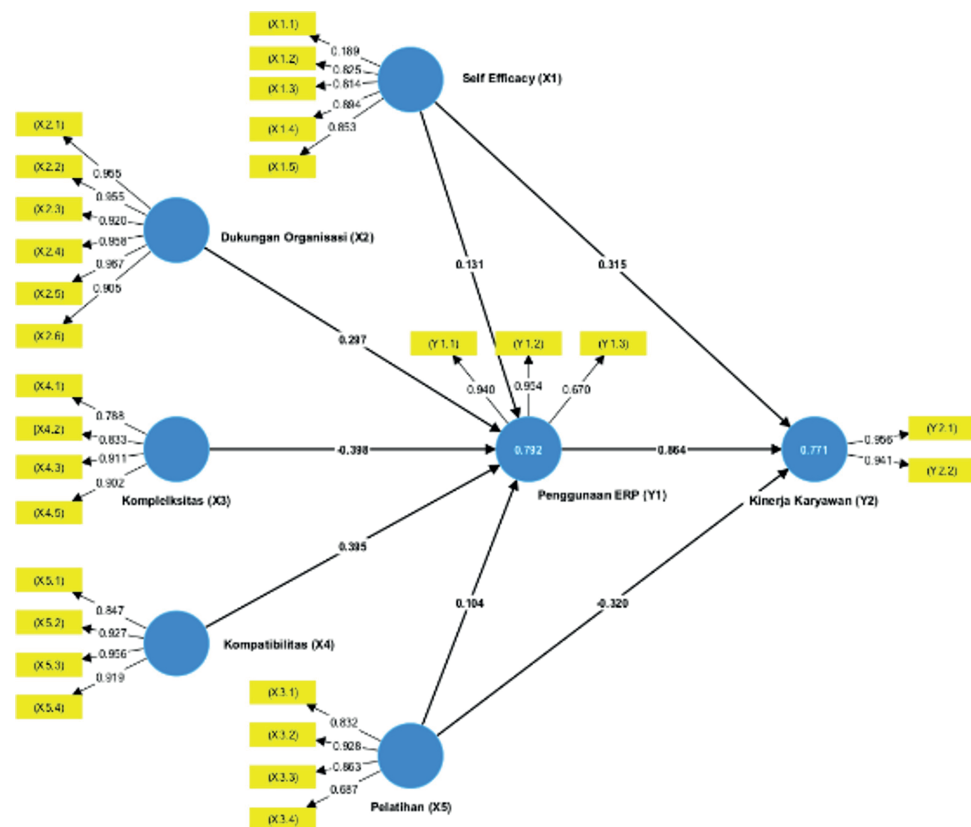 (X1.1)
(X1.2)
(X1.3)
(X1.4)
(X1.5)
0.189
0.825
0.814
0.894
0.853
Self Efficacy (X1)
(X2.1)
(X2.2)
(X2.3)
(X2.4)
(X2.5)
(X2.6)
0.955
0.955
0.920
0.958
0.967
0.905
Dukungan Organisasi (X2)
0.131
0.315
0.297
(Y1.1)
(Y1.2)
(Y1.3)
0.940
0.954
0.670
(X4.1)
(X4.2)
(X4.3)
(X4.5)
0.788
0.833
0.911
0.902
Komplelksitas (X3)
-0.398
0.792
Penggunaan ERP (Y1)
0.864
0.771
Kinerja Karyawan (Y2)
0.956
0.941
(Y2.1)
(Y2.2)
0.395
0.104
-0.320
(X5.1)
(X5.2)
(X5.3)
(X5.4)
0.847
0.927
0.956
0.919
Kompatibilitas (X4)
(X3.1)
(X3.2)
(X3.3)
(X3.4)
0.832
0.928
0.863
0.687
Pelatihan (X5)